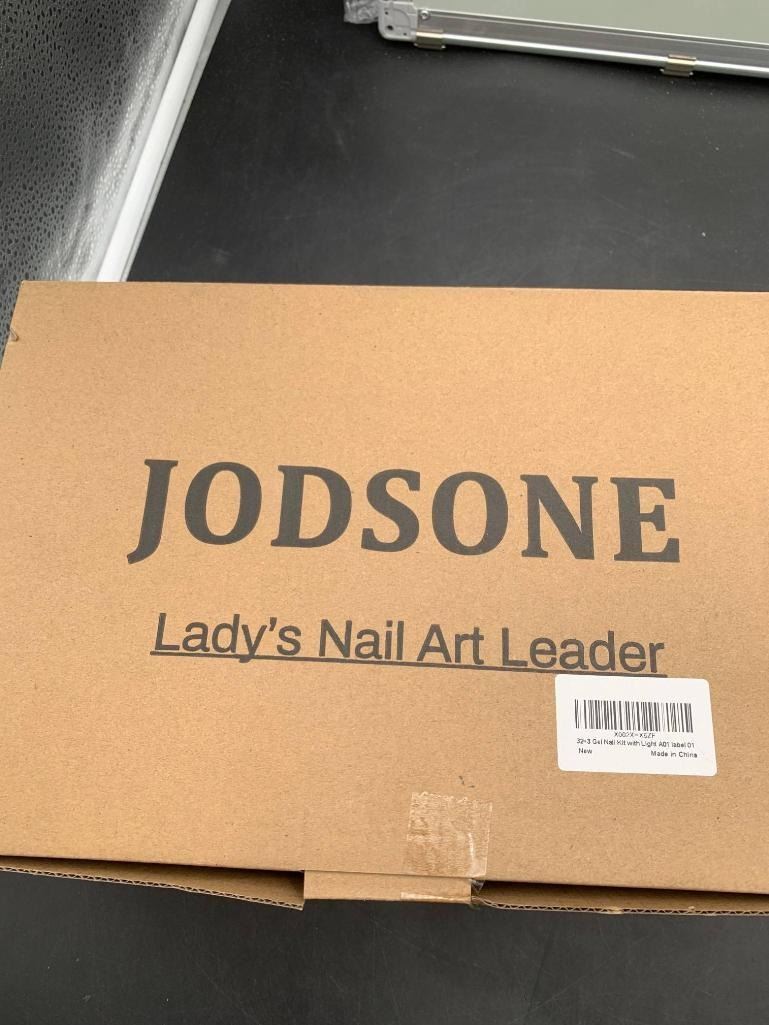 JODSONE
Lady's Nail Art Leader
32+3 Gel Nail Kit with Light A01 label 01
New Made in China